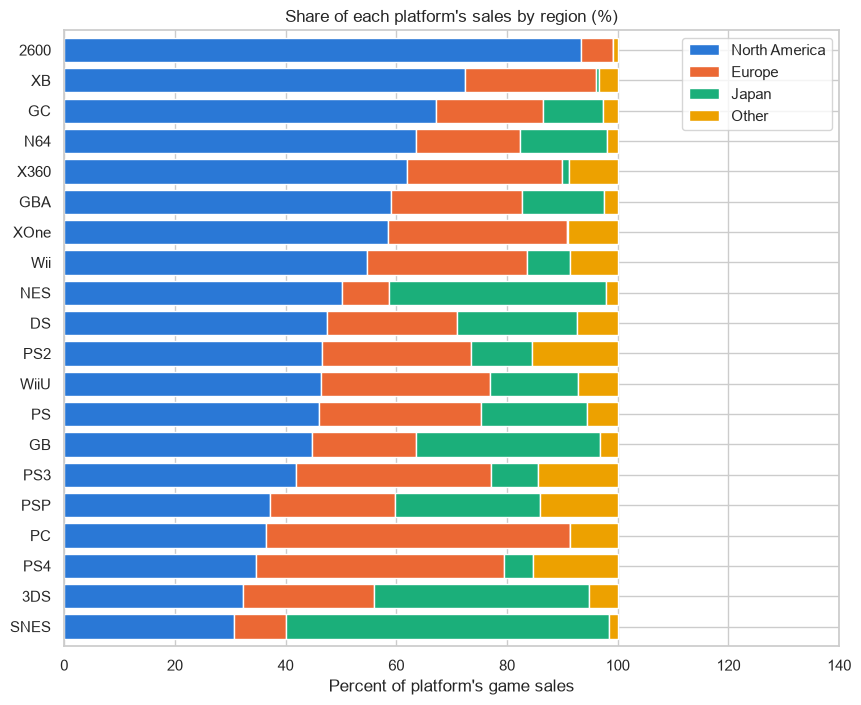 Share of each platform's sales by region (%)
North America
Europe
Japan
Other
2600
XB
GC
N64
X360
GBA
XOne
Wii
NES
DS
PS2
WiiU
PS
GB
PS3
PSP
PC
PS4
3DS
SNES
0 20 40 60 80 100 120 140
Percent of platform's game sales